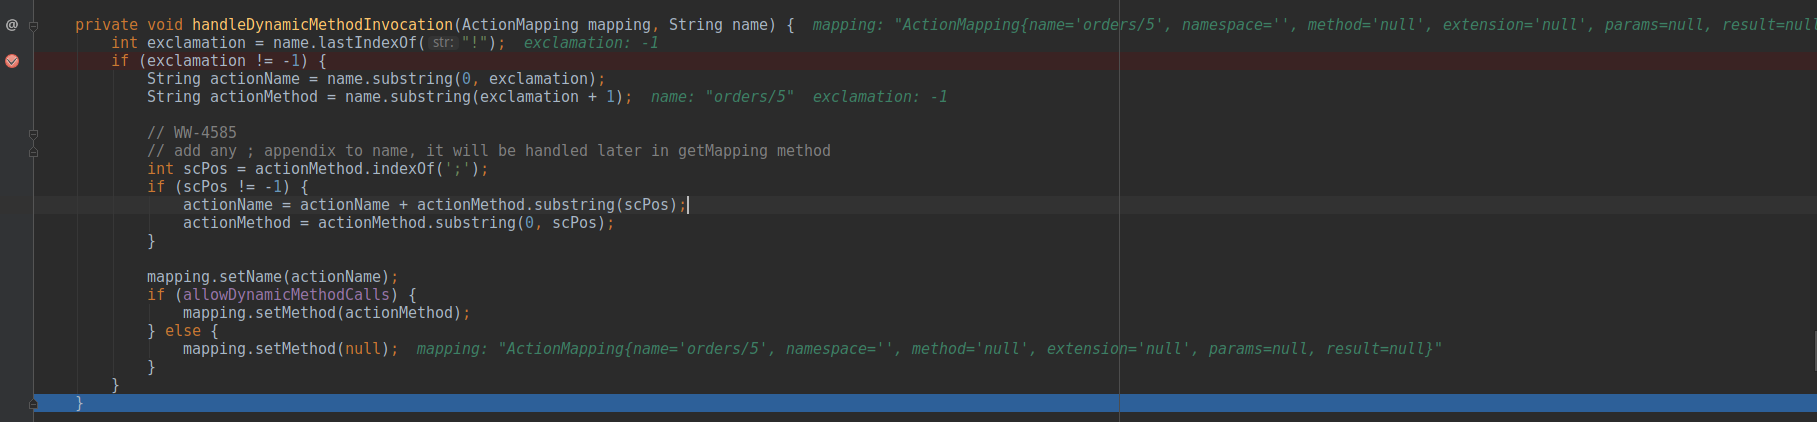 @ private void handleDynamicMethodInvocation(ActionMapping mapping, String name) {  mapping: "ActionMapping{name='orders/5', namespace='', method='null', extension='null', params=null, result=null
int exclamation = name.lastIndexOf( str: "!");  exclamation: -1
if (exclamation != -1) {
String actionName = name.substring(0, exclamation);
String actionMethod = name.substring(exclamation + 1);  name: "orders/5"  exclamation: -1
// WW-4585
// add any ; appendix to name, it will be handled later in getMapping method
int scPos = actionMethod.indexOf(';');
if (scPos != -1) {
actionName = actionName + actionMethod.substring(scPos);
actionMethod = actionMethod.substring(0, scPos);
}
mapping.setName(actionName);
if (allowDynamicMethodCalls) {
mapping.setMethod(actionMethod);
} else {
mapping.setMethod(null);  mapping: "ActionMapping{name='orders/5', namespace='', method='null', extension='null', params=null, result=null}"
}
}
}